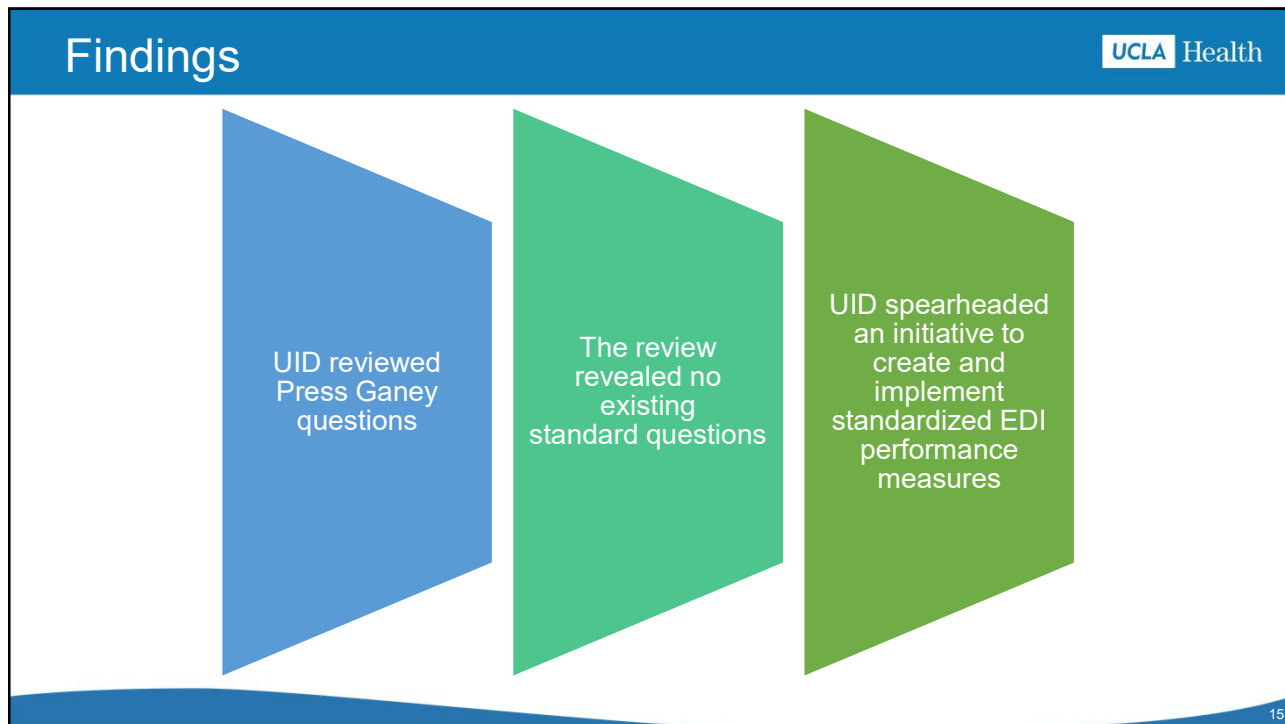 Findings
UCLA Health
UID reviewed
Press Ganey
questions
The review
revealed no
existing
standard questions
UID spearheaded
an initiative to
create and
implement
standardized EDI
performance
measures
15